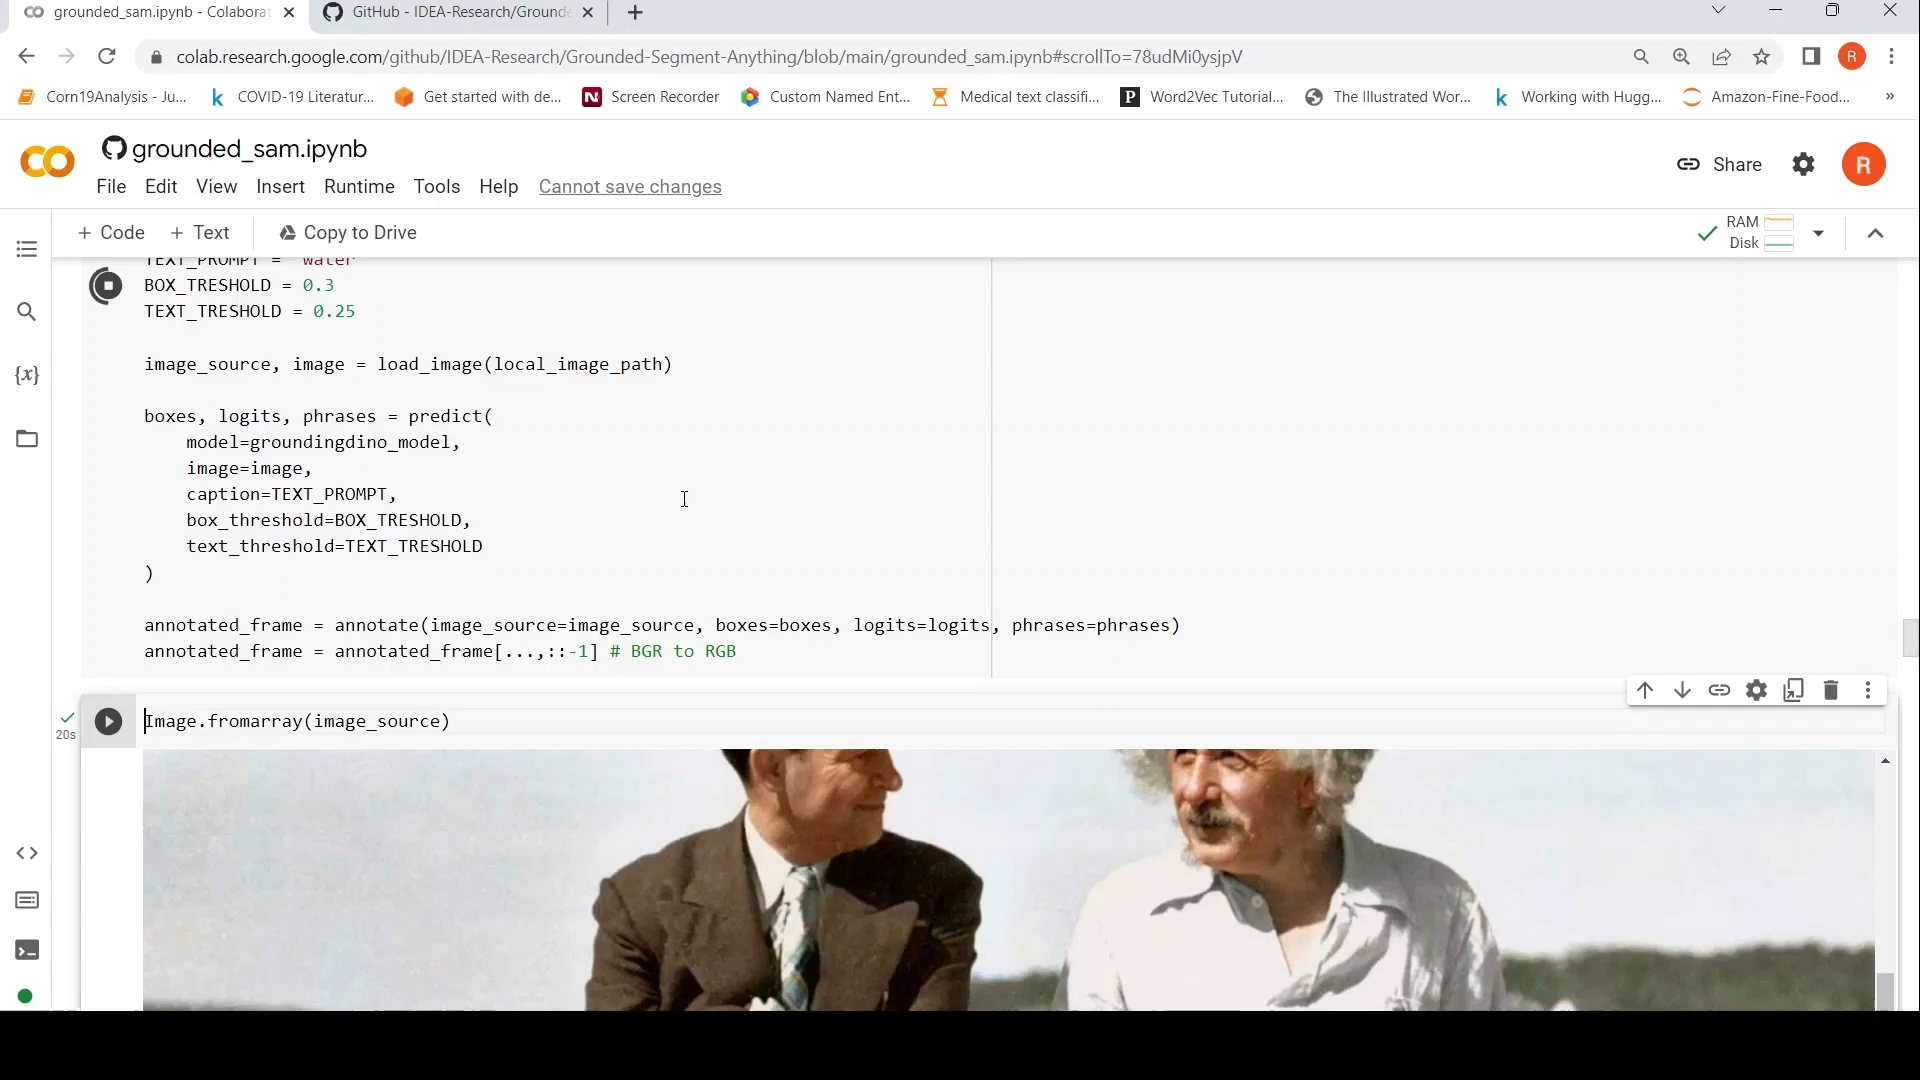 grounded_sam.ipynb - Colaborat
GitHub - IDEA-Research/Grounde
colab.research.google.com/github/IDEA-Research/Grounded-Segment-Anything/blob/main/grounded_sam.ipynb#scrollTo=78udMi0ysjpV
R
Corn19Analysis - Ju...
COVID-19 Literatur...
Get started with de...
Screen Recorder
Custom Named Ent...
Medical text classifi...
Word2Vec Tutorial...
The Illustrated Wor...
Working with Hugg...
Amazon-Fine-Food...
»
grounded_sam.ipynb
File Edit View Insert Runtime Tools Help Cannot save changes
Share
R
+ Code + Text Copy to Drive
RAM
Disk
TEXT_PROMPT = "water"
BOX_TRESHOLD = 0.3
TEXT_TRESHOLD = 0.25
image_source, image = load_image(local_image_path)
boxes, logits, phrases = predict(
model=groundingdino_model,
image=image,
caption=TEXT_PROMPT,
box_threshold=BOX_TRESHOLD,
text_threshold=TEXT_TRESHOLD
)
annotated_frame = annotate(image_source=image_source, boxes=boxes, logits=logits, phrases=phrases)
annotated_frame = annotated_frame[...,::-1] # BGR to RGB
Image.fromarray(image_source)
20s